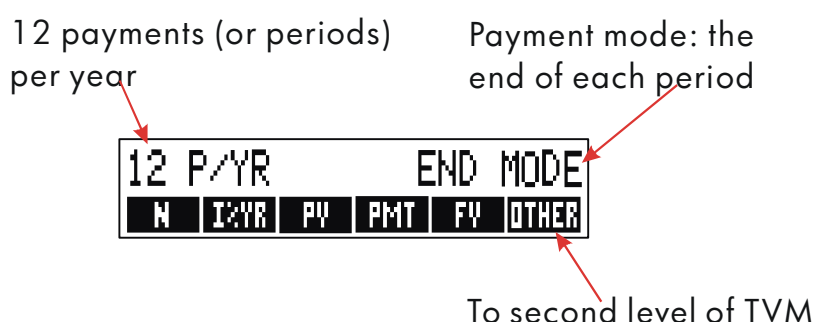 12 payments (or periods)
per year
Payment mode: the
end of each period
12 P/YR END MODE
N I%YR PV PMT FV OTHER
To second level of TVM